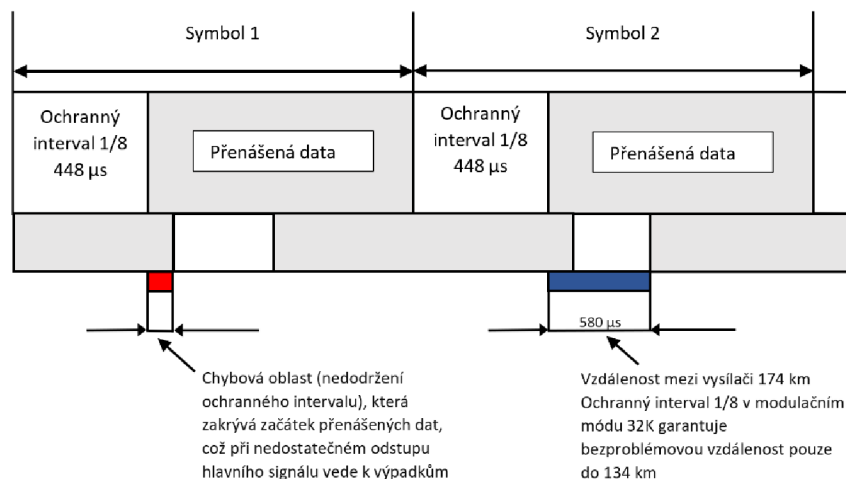 Symbol 1
Symbol 2
Ochranný
interval 1/8
448 µs
Přenášená data
Ochranný
interval 1/8
448 µs
Přenášená data
580 µs
Chybová oblast (nedodržení
ochranného intervalu), která
zakrývá začátek přenášených dat,
což při nedostatečném odstupu
hlavního signálu vede k výpadkům
Vzdálenost mezi vysílači 174 km
Ochranný interval 1/8 v modulačním
módu 32K garantuje
bezproblémovou vzdálenost pouze
do 134 km